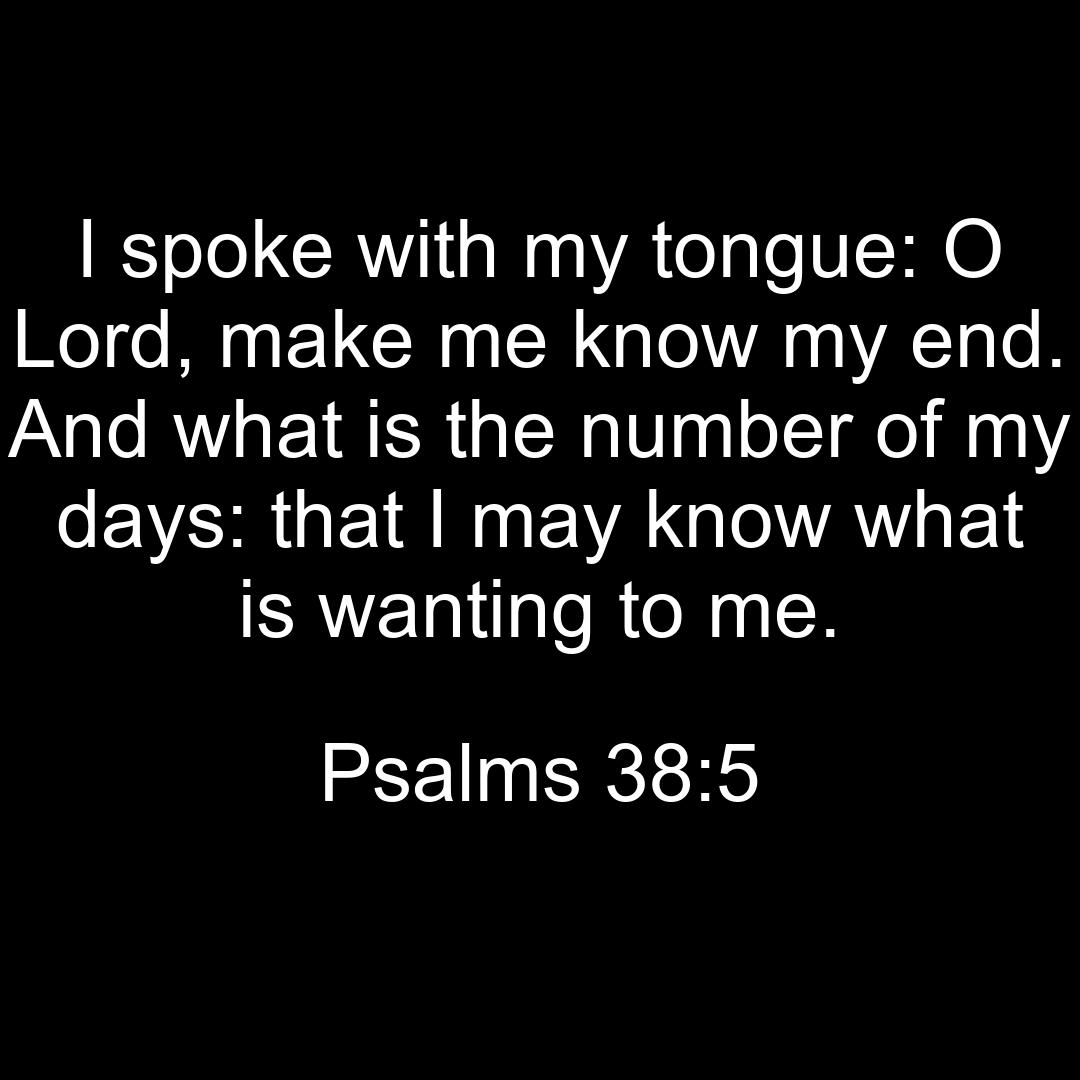 I spoke with my tongue: O
Lord, make me know my end.
And what is the number of my
days: that I may know what
is wanting to me.
Psalms 38:5